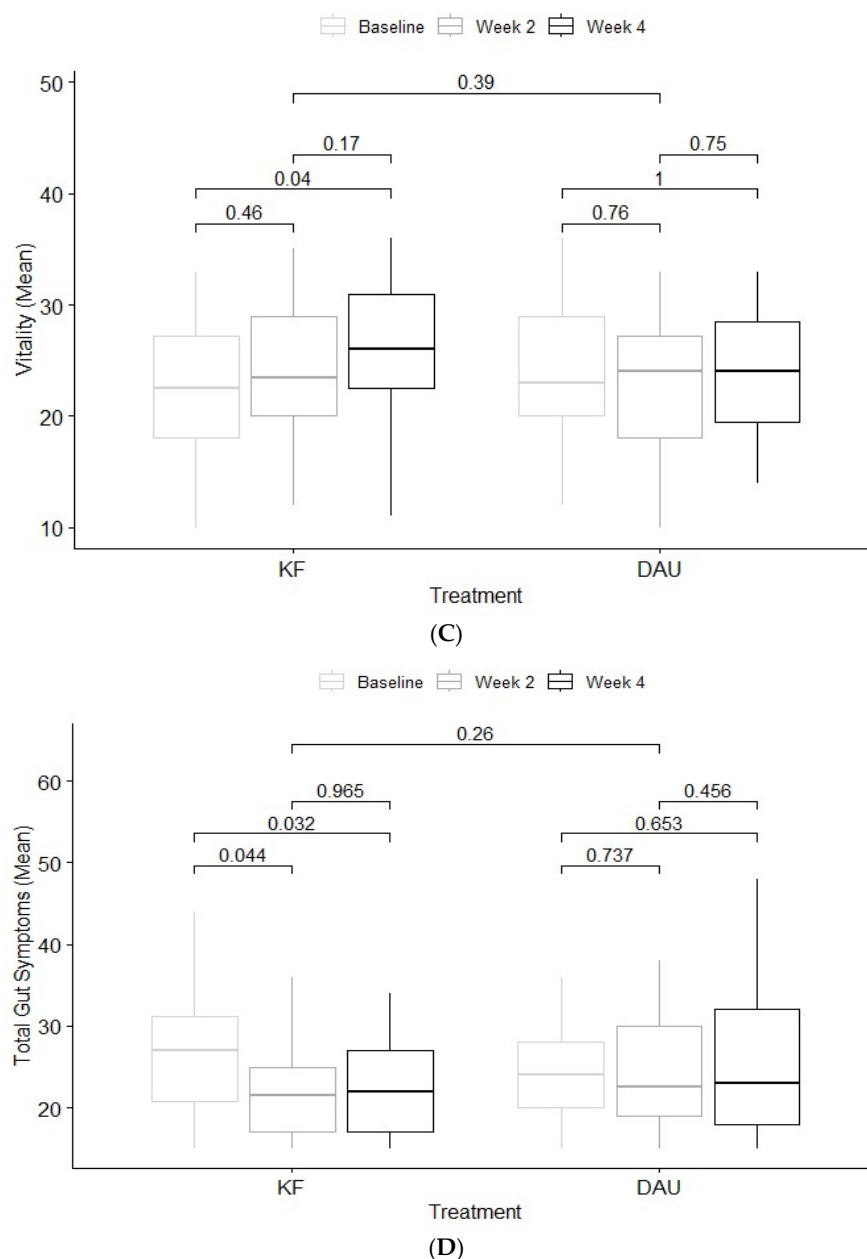 Baseline Week 2 Week 4
50
0.39
0.17
0.75
40
0.04
1
0.46
0.76
Vitality (Mean)
30
20
10
KF DAU
Treatment
(C)
Baseline Week 2 Week 4
0.26
60
0.965
0.456
0.032
0.653
50
0.044
0.737
Total Gut Symptoms (Mean)
40
30
20
KF DAU
Treatment
(D)